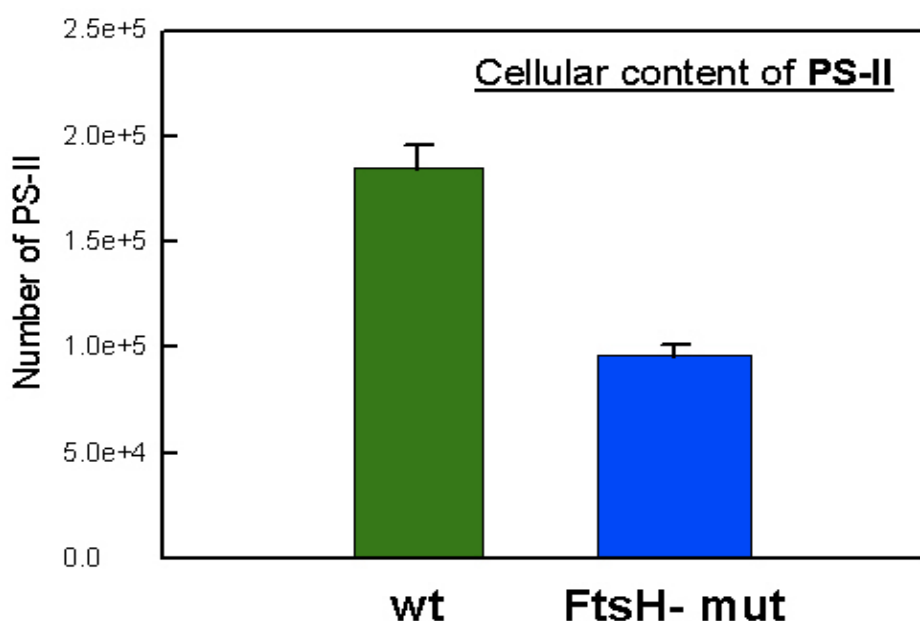 2.5e+5
Cellular content of PS-II
2.0e+5
1.5e+5
1.0e+5
5.0e+4
0.0
Number of PS-II
wt
FtsH- mut